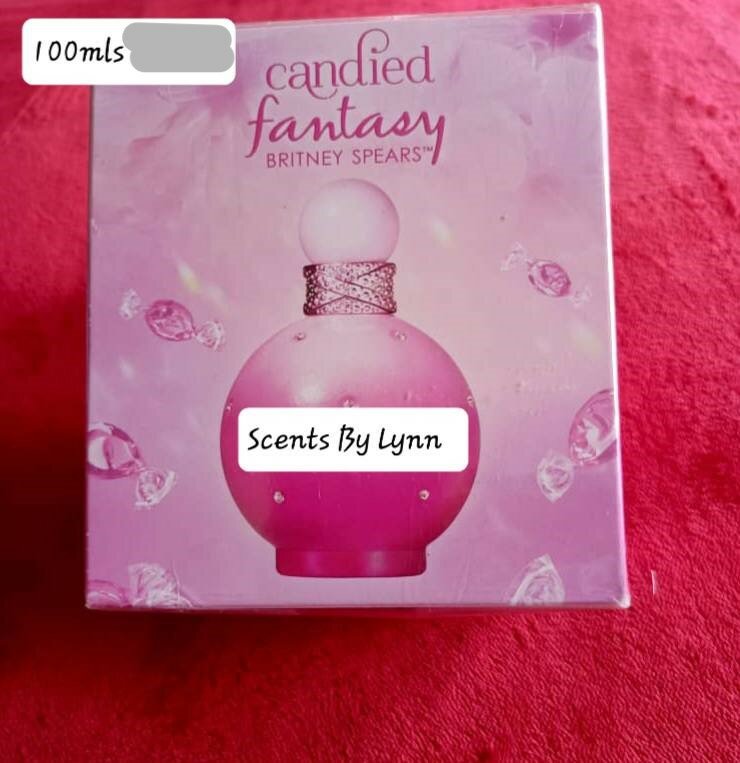 100mls
candied
fantasy
BRITNEY SPEARS™
Scents By Lynn